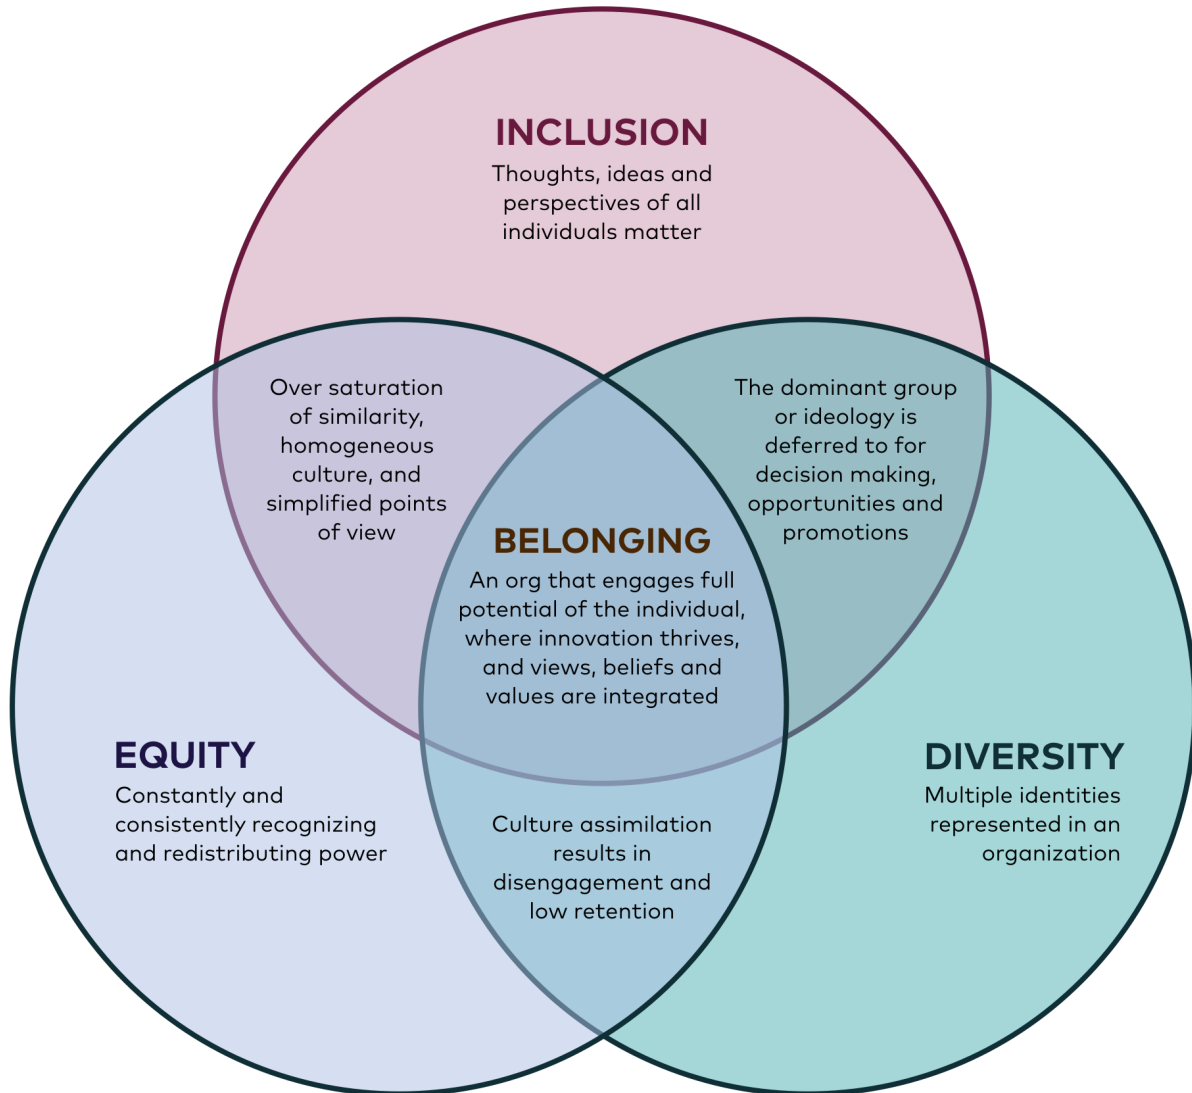 INCLUSION
Thoughts, ideas and
perspectives of all
individuals matter
Over saturation
of similarity,
homogeneous
culture, and
simplified points
of view
The dominant group
or ideology is
deferred to for
decision making,
opportunities and
promotions
BELONGING
An org that engages full
potential of the individual,
where innovation thrives,
and views, beliefs and
values are integrated
EQUITY
Constantly and
consistently recognizing
and redistributing power
DIVERSITY
Multiple identities
represented in an
organization
Culture assimilation
results in
disengagement and
low retention